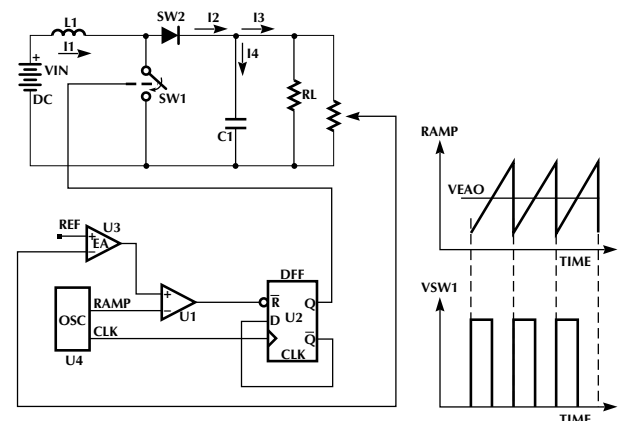 L1
SW2
I2
I3
I1
I4
+
VIN
DC
SW1
RL
C1
RAMP
VEAO
TIME
REF
U3
+
EA
−
DFF
RAMP
+
−
U1
R̅
Q
D
U2
Q̅
OSC
CLK
U4
CLK
VSW1
TIME